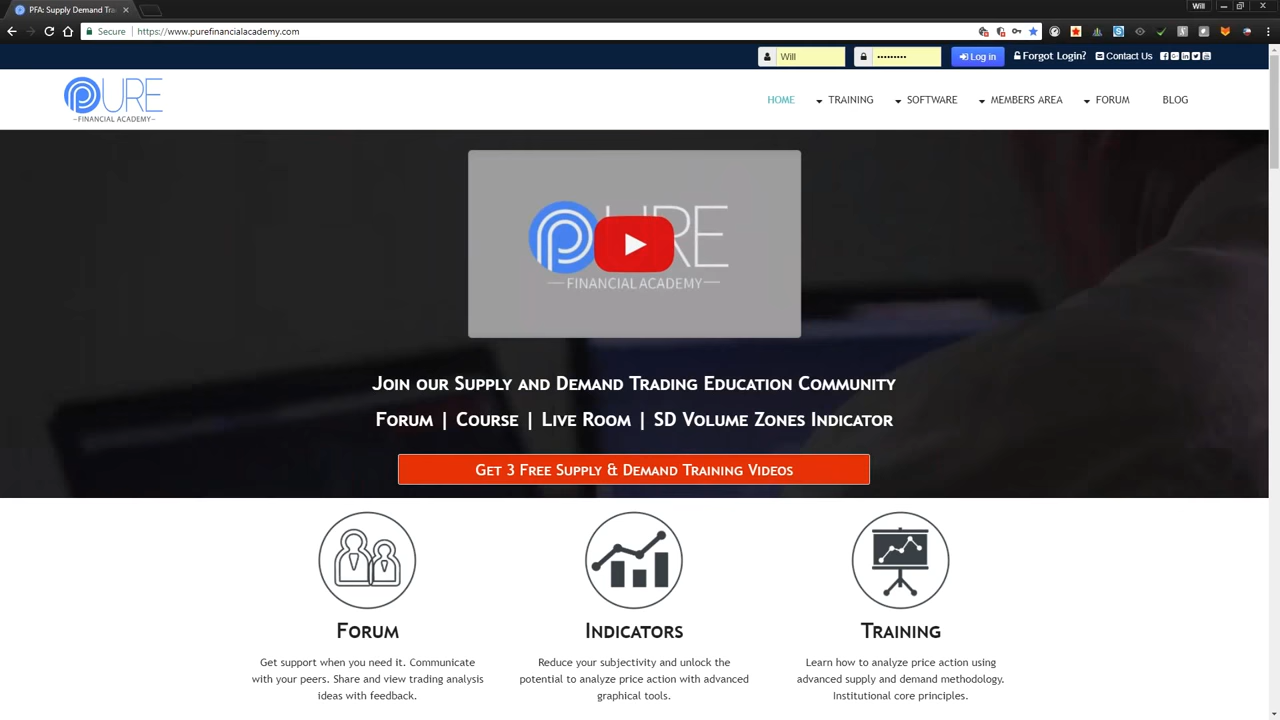 PFA: Supply Demand Tra
Will
Secure
https://www.purefinancialacademy.com
Will
•••••••••
Log in
Forgot Login?
Contact Us
PURE
FINANCIAL ACADEMY
HOME
TRAINING
SOFTWARE
MEMBERS AREA
FORUM
BLOG
PURE
FINANCIAL ACADEMY
Join our Supply and Demand Trading Education Community
Forum | Course | Live Room | SD Volume Zones Indicator
Get 3 Free Supply & Demand Training Videos
Forum
Get support when you need it. Communicate
with your peers. Share and view trading analysis
ideas with feedback.
Indicators
Reduce your subjectivity and unlock the
potential to analyze price action with advanced
graphical tools.
Training
Learn how to analyze price action using
advanced supply and demand methodology.
Institutional core principles.